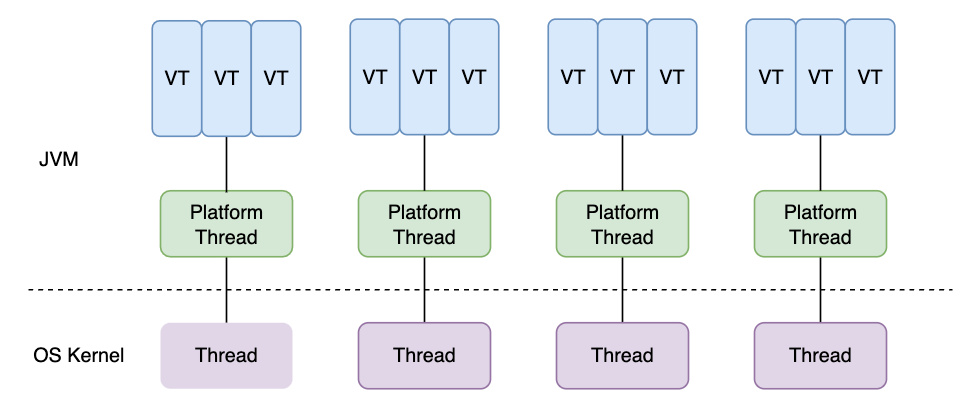 VT VT VT VT VT VT VT VT VT VT VT VT
JVM
Platform Thread Platform Thread Platform Thread Platform Thread
OS Kernel Thread Thread Thread Thread